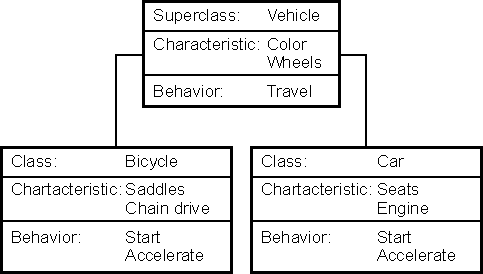 Superclass: Vehicle
Characteristic: Color
Wheels
Behavior: Travel
Class: Bicycle
Chartacteristic: Saddles
Chain drive
Behavior: Start
Accelerate
Class: Car
Chartacteristic: Seats
Engine
Behavior: Start
Accelerate